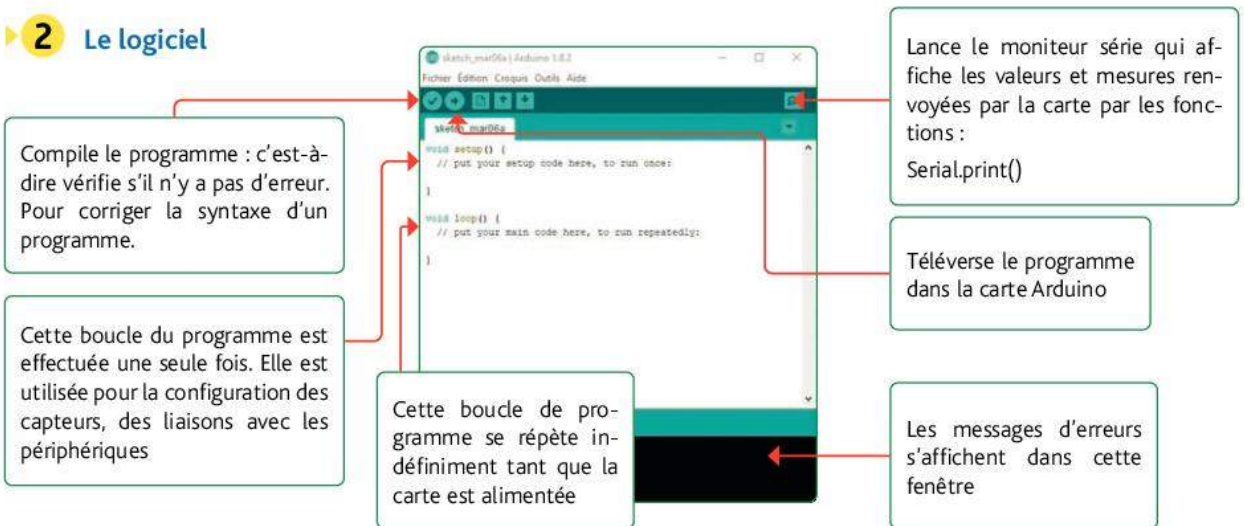 2 Le logiciel
sketch_mar06a | Arduino 1.8.2
Fichier Édition Croquis Outils Aide
sketch_mar06a
void setup() {
// put your setup code here, to run once:
}
void loop() {
// put your main code here, to run repeatedly:
}
Compile le programme : c'est-à-
dire vérifie s'il n'y a pas d'erreur.
Pour corriger la syntaxe d'un
programme.
Cette boucle du programme est
effectuée une seule fois. Elle est
utilisée pour la configuration des
capteurs, des liaisons avec les
périphériques
Cette boucle de pro-
gramme se répète in-
définiment tant que la
carte est alimentée
Lance le moniteur série qui af-
fiche les valeurs et mesures ren-
voyées par la carte par les fonc-
tions :
Serial.print()
Téléverse le programme
dans la carte Arduino
Les messages d'erreurs
s'affichent dans cette
fenêtre